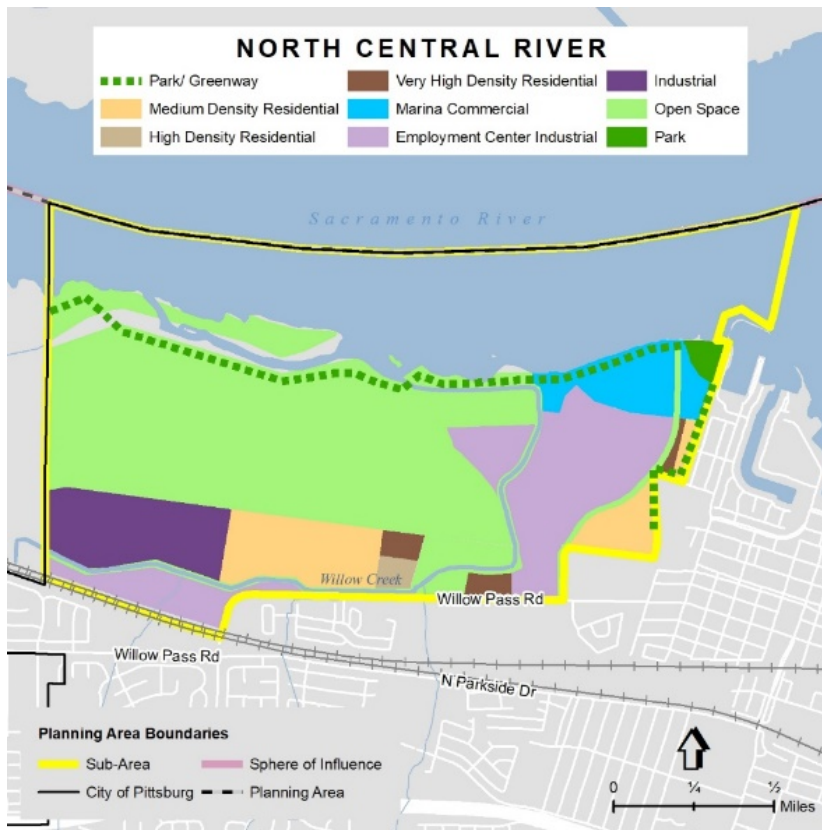 NORTH CENTRAL RIVER
Park/ Greenway
Medium Density Residential
High Density Residential
Very High Density Residential
Marina Commercial
Employment Center Industrial
Industrial
Open Space
Park
Sacramento River
Willow Creek
Willow Pass Rd
Willow Pass Rd
N Parkside Dr
Planning Area Boundaries
Sub-Area
Sphere of Influence
City of Pittsburg
Planning Area
0 ¼ ½
Miles